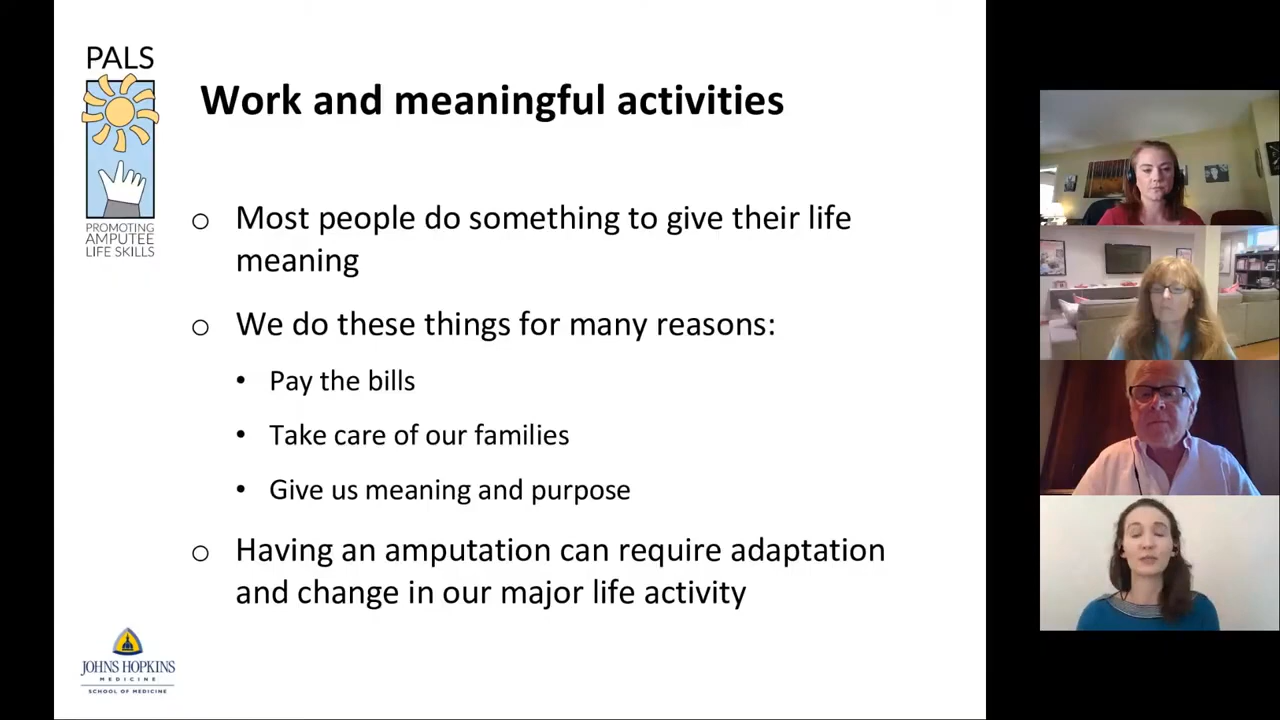 PALS
PROMOTING
AMPUTEE
LIFE SKILLS
Work and meaningful activities
o Most people do something to give their life
meaning
o We do these things for many reasons:
• Pay the bills
• Take care of our families
• Give us meaning and purpose
o Having an amputation can require adaptation
and change in our major life activity
JOHNS HOPKINS
MEDICINE
SCHOOL OF MEDICINE